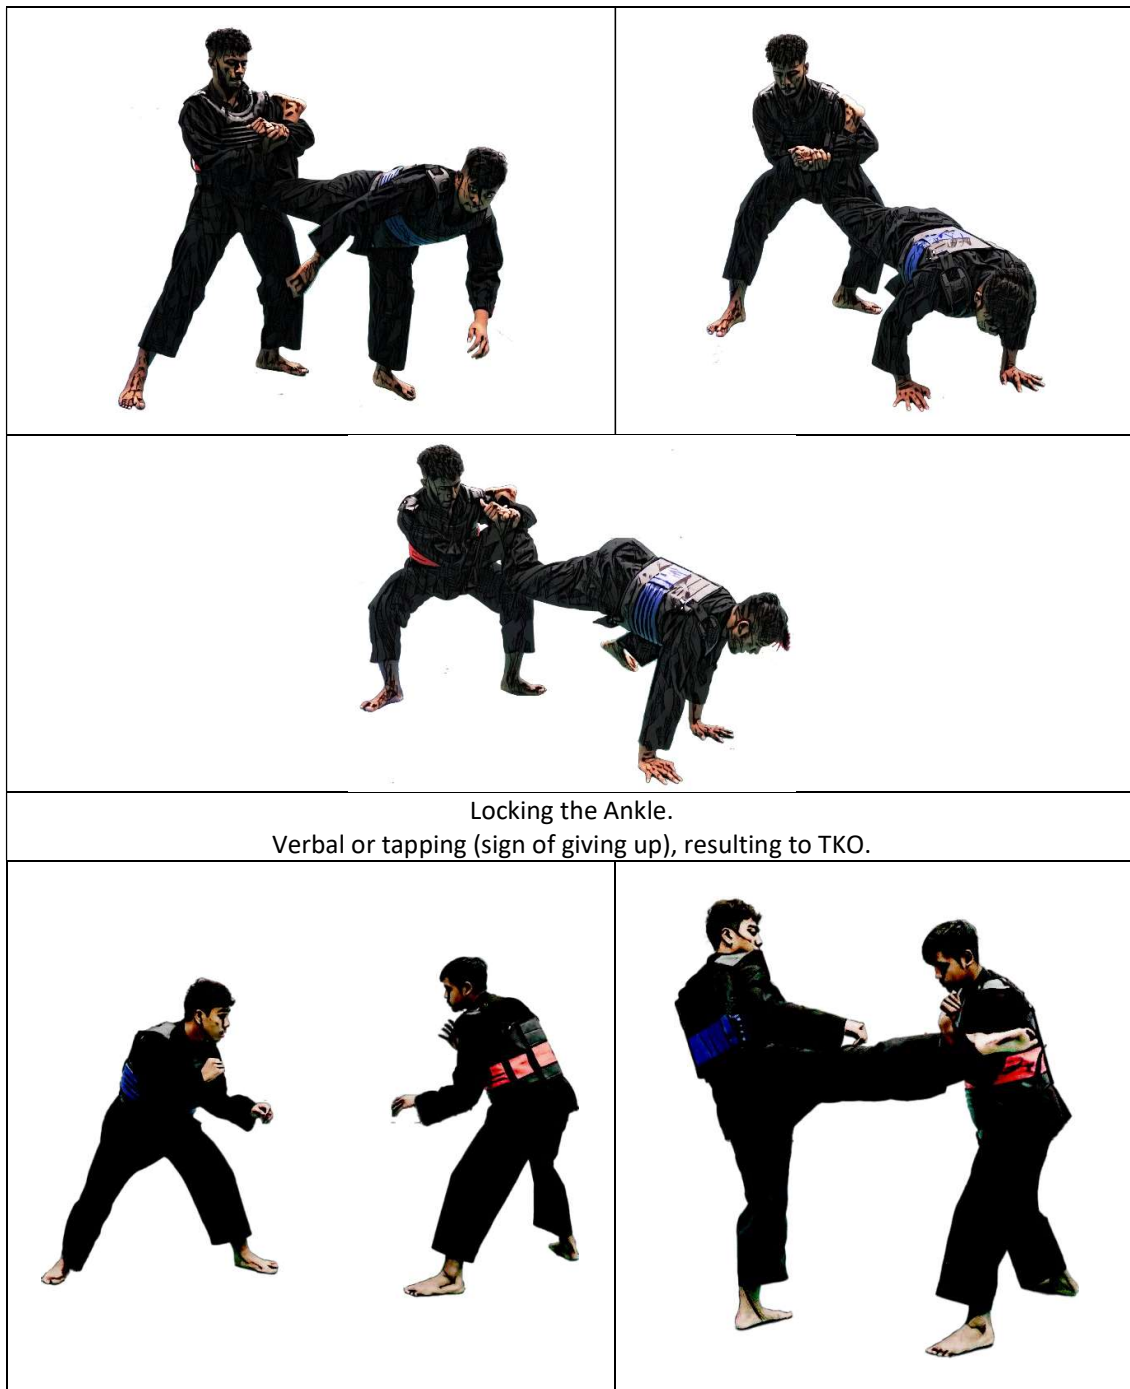 Locking the Ankle.
Verbal or tapping (sign of giving up), resulting to TKO.